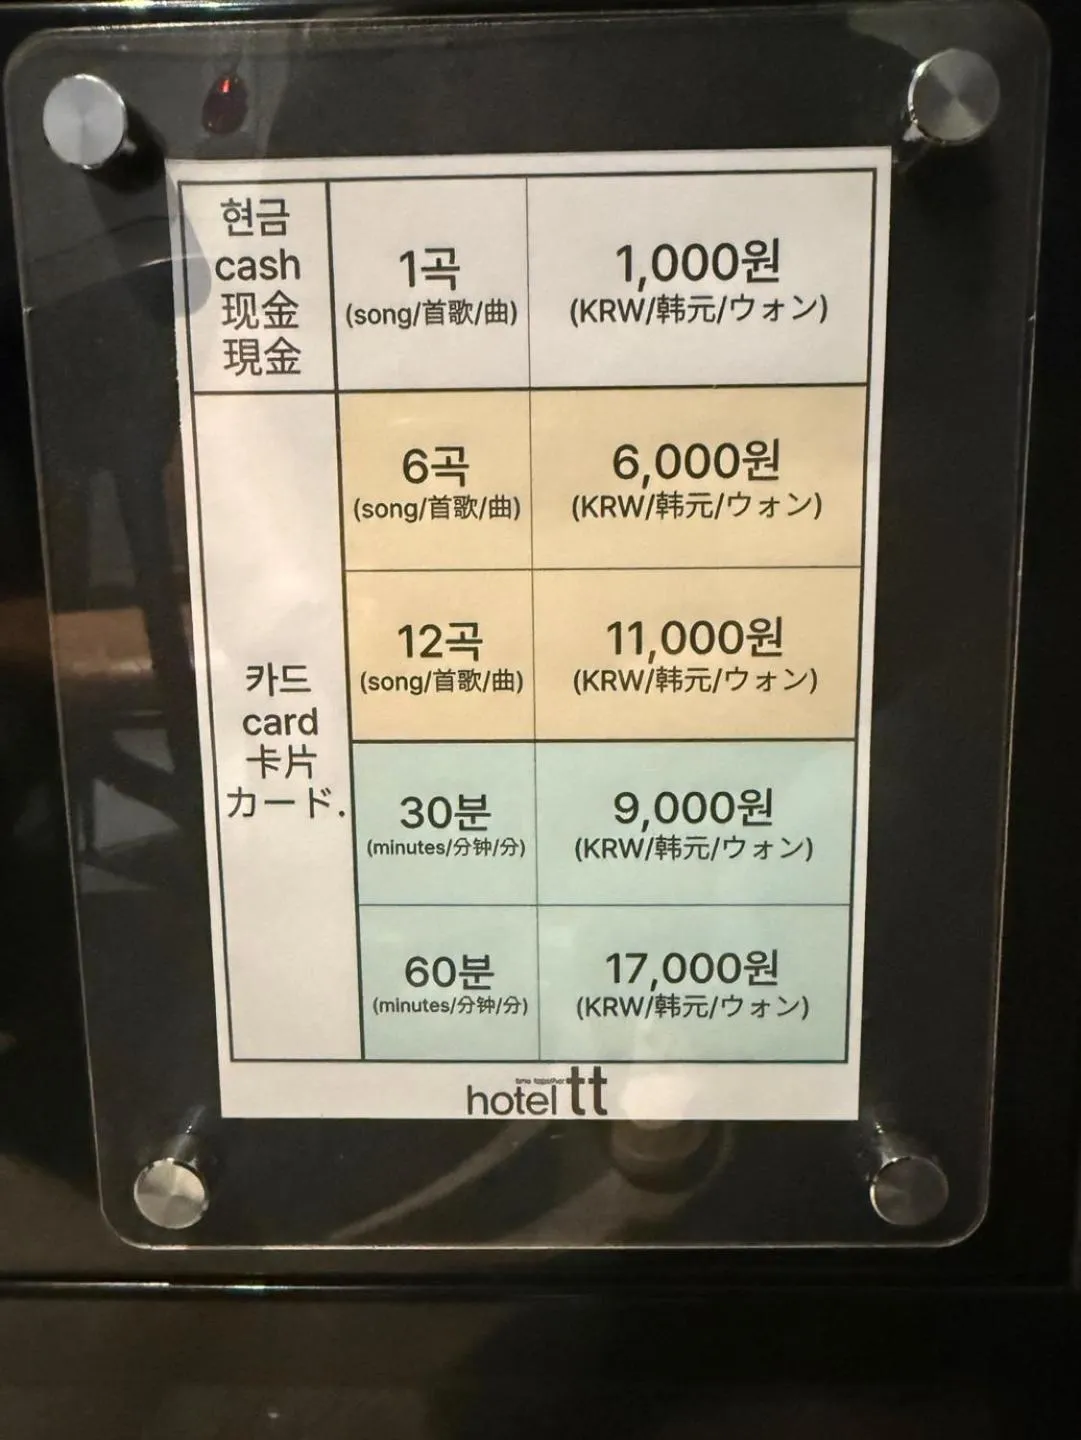 현금
cash
现金
現金
1곡
(song/首歌/曲)
1,000원
(KRW/韩元/ウォン)
카드
card
卡片
カード.
6곡
(song/首歌/曲)
6,000원
(KRW/韩元/ウォン)
12곡
(song/首歌/曲)
11,000원
(KRW/韩元/ウォン)
30분
(minutes/分钟/分)
9,000원
(KRW/韩元/ウォン)
60분
(minutes/分钟/分)
17,000원
(KRW/韩元/ウォン)
time together
hotel tt